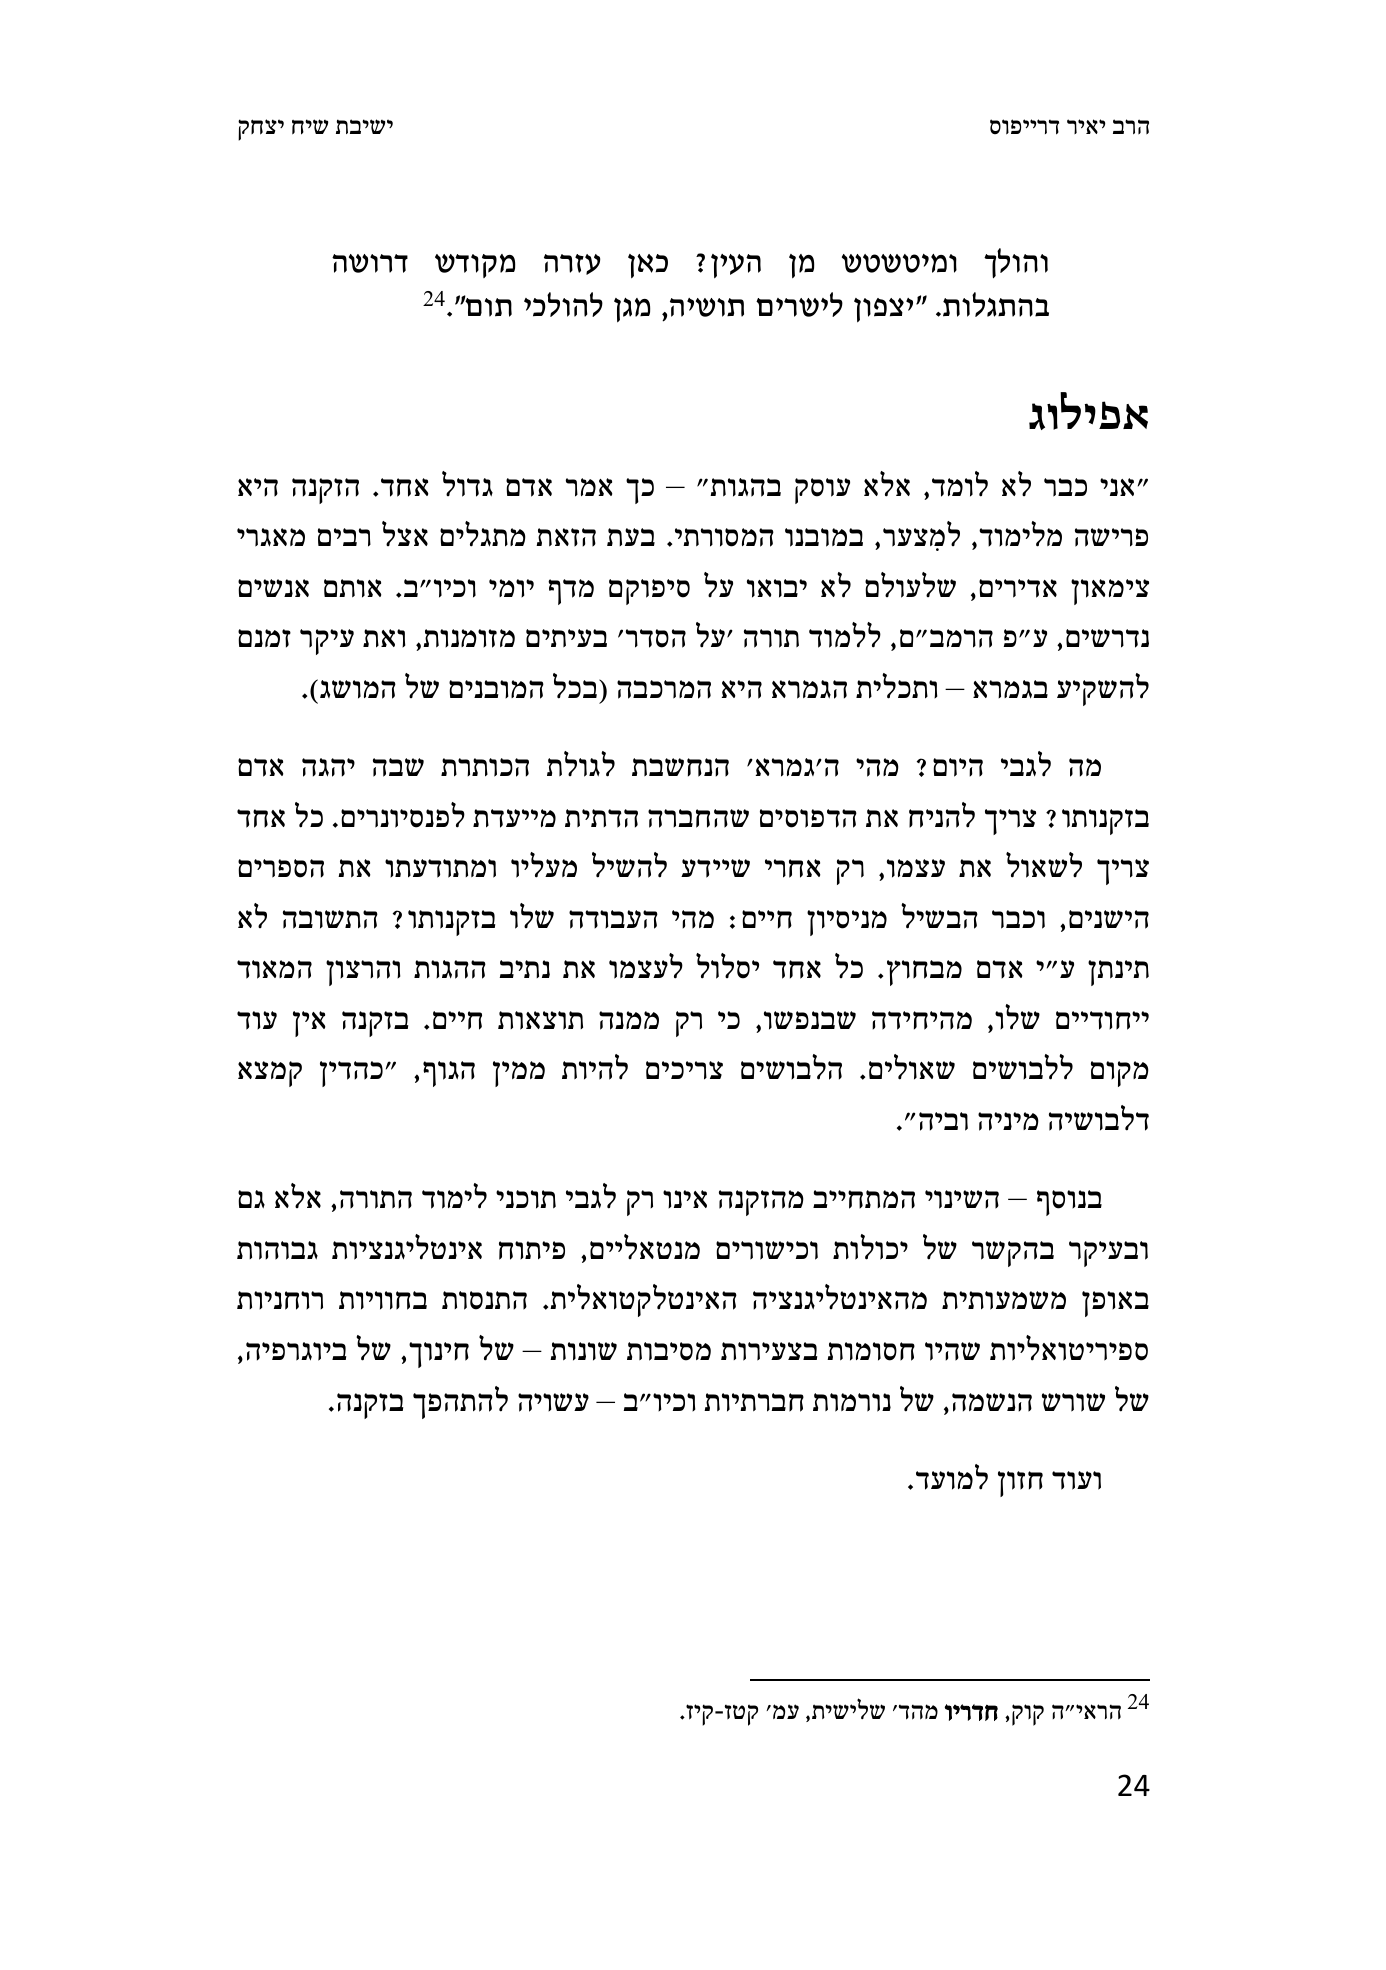 הרב יאיר דרייפוס
ישיבת שיח יצחק
והולך ומיטשטש מן העין? כאן עזרה מקודש דרושה
בהתגלות. "יצפון לישרים תושיה, מגן להולכי תום".24
אפילוג
"אני כבר לא לומד, אלא עוסק בהגות" – כך אמר אדם גדול אחד. הזקנה היא
פרישה מלימוד, למִצער, במובנו המסורתי. בעת הזאת מתגלים אצל רבים מאגרי
צימאון אדירים, שלעולם לא יבואו על סיפוקם מדף יומי וכיו"ב. אותם אנשים
נדרשים, ע"פ הרמב"ם, ללמוד תורה 'על הסדר' בעיתים מזומנות, ואת עיקר זמנם
להשקיע בגמרא – ותכלית הגמרא היא המרכבה (בכל המובנים של המושג).
מה לגבי היום? מהי ה'גמרא' הנחשבת לגולת הכותרת שבה יהגה אדם
בזקנותו? צריך להניח את הדפוסים שהחברה הדתית מייעדת לפנסיונרים. כל אחד
צריך לשאול את עצמו, רק אחרי שיידע להשיל מעליו ומתודעתו את הספרים
הישנים, וכבר הבשיל מניסיון חיים: מהי העבודה שלו בזקנותו? התשובה לא
תינתן ע"י אדם מבחוץ. כל אחד יסלול לעצמו את נתיב ההגות והרצון המאוד
ייחודיים שלו, מהיחידה שבנפשו, כי רק ממנה תוצאות חיים. בזקנה אין עוד
מקום ללבושים שאולים. הלבושים צריכים להיות ממין הגוף, "כהדין קמצא
דלבושיה מיניה וביה".
בנוסף – השינוי המתחייב מהזקנה אינו רק לגבי תוכני לימוד התורה, אלא גם
ובעיקר בהקשר של יכולות וכישורים מנטאליים, פיתוח אינטליגנציות גבוהות
באופן משמעותית מהאינטליגנציה האינטלקטואלית. התנסות בחוויות רוחניות
ספיריטואליות שהיו חסומות בצעירות מסיבות שונות – של חינוך, של ביוגרפיה,
של שורש הנשמה, של נורמות חברתיות וכיו"ב – עשויה להתהפך בזקנה.
ועוד חזון למועד.
24 הראי"ה קוק, חדריו מהד' שלישית, עמ' קטז-קיז.
24